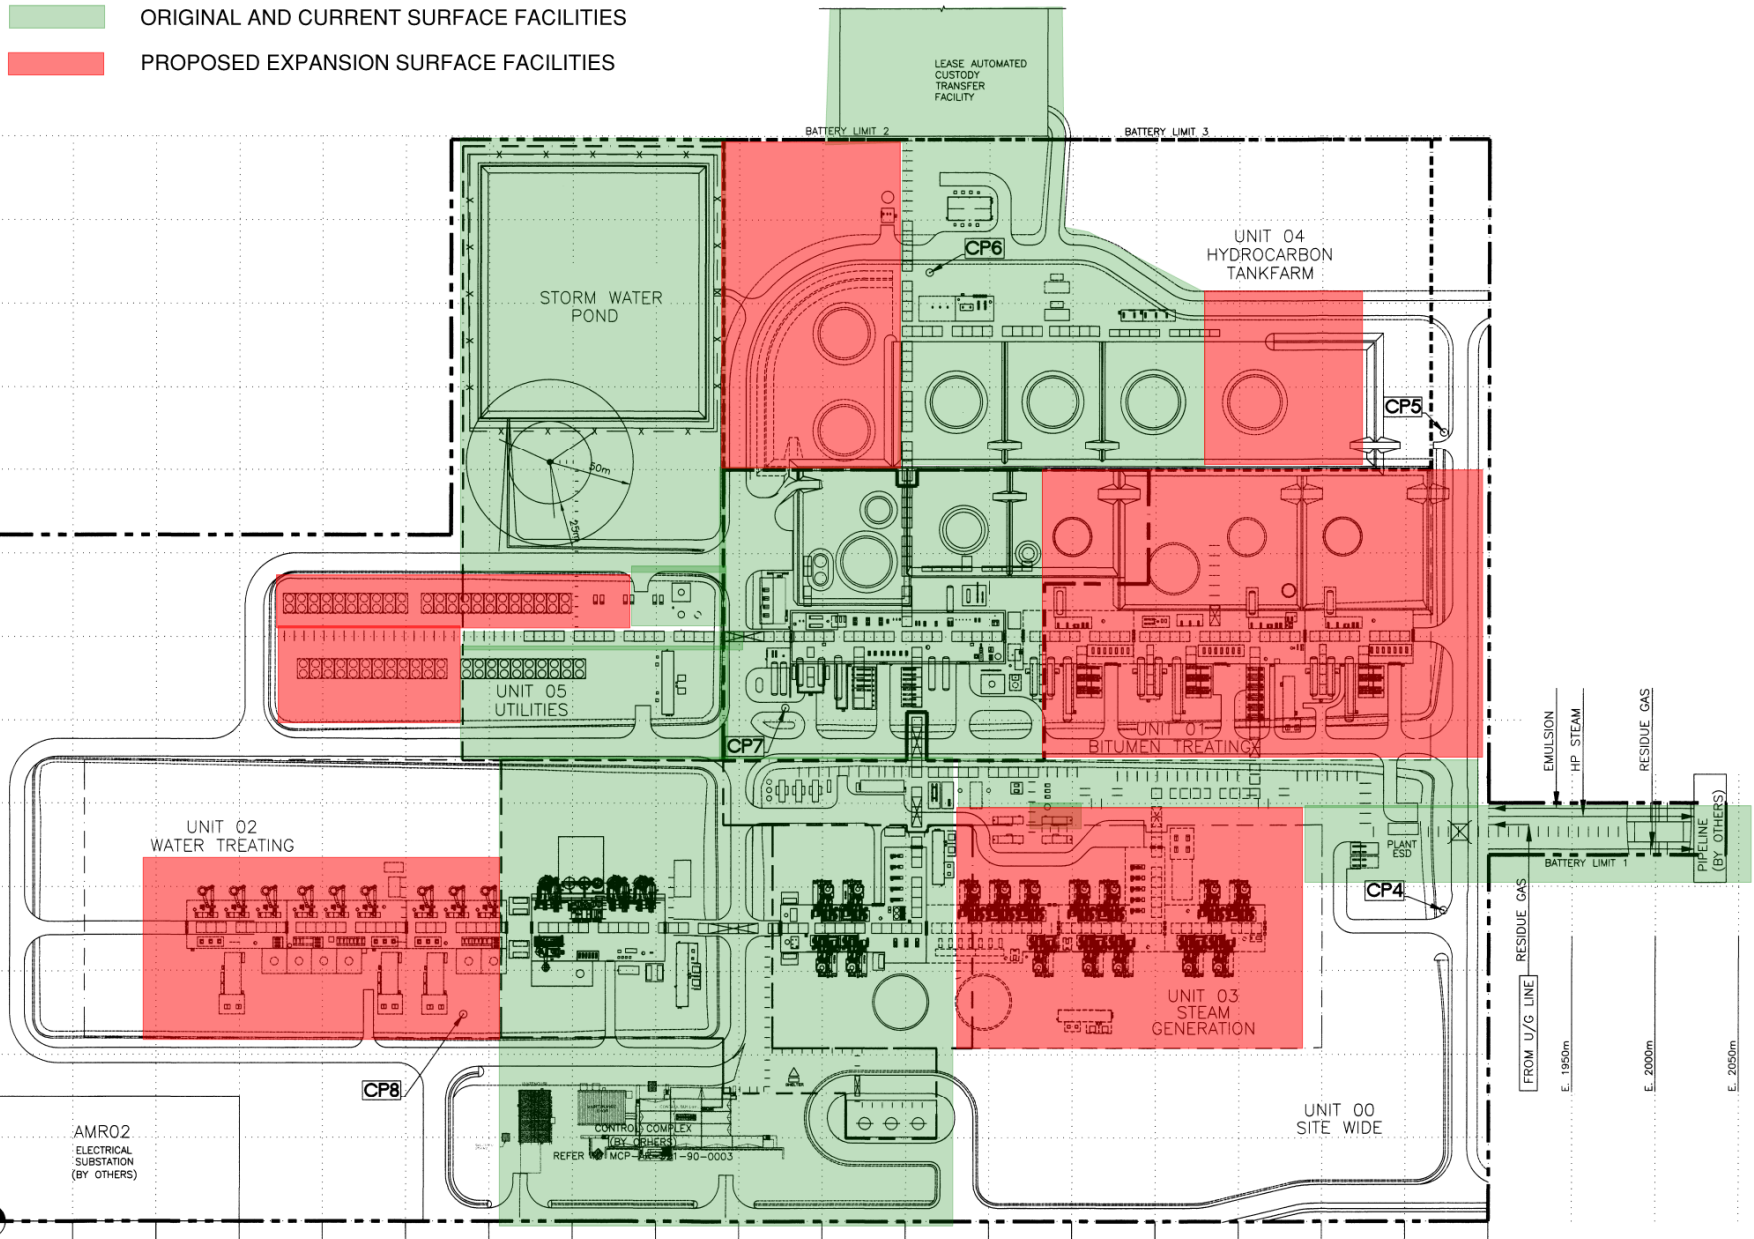 ORIGINAL AND CURRENT SURFACE FACILITIES
PROPOSED EXPANSION SURFACE FACILITIES
LEASE AUTOMATED
CUSTODY
TRANSFER
FACILITY
BATTERY LIMIT 2
BATTERY LIMIT 3
UNIT 04
HYDROCARBON
TANKFARM
CP6
STORM WATER
POND
CP5
50m
25m
UNIT 05
UTILITIES
CP7
UNIT 01
BITUMEN TREATING
EMULSION
HP STEAM
RESIDUE GAS
UNIT 02
WATER TREATING
PLANT
ESD
BATTERY LIMIT 1
PIPELINE
(BY OTHERS)
CP4
RESIDUE GAS
FROM U/G LINE
UNIT 03
STEAM
GENERATION
E. 1950m
E. 2000m
E. 2050m
CP8
SHELTER
AMR02
ELECTRICAL
SUBSTATION
(BY OTHERS)
CONTROL COMPLEX
(BY ORHERS)
REFER
UNIT 00
SITE WIDE